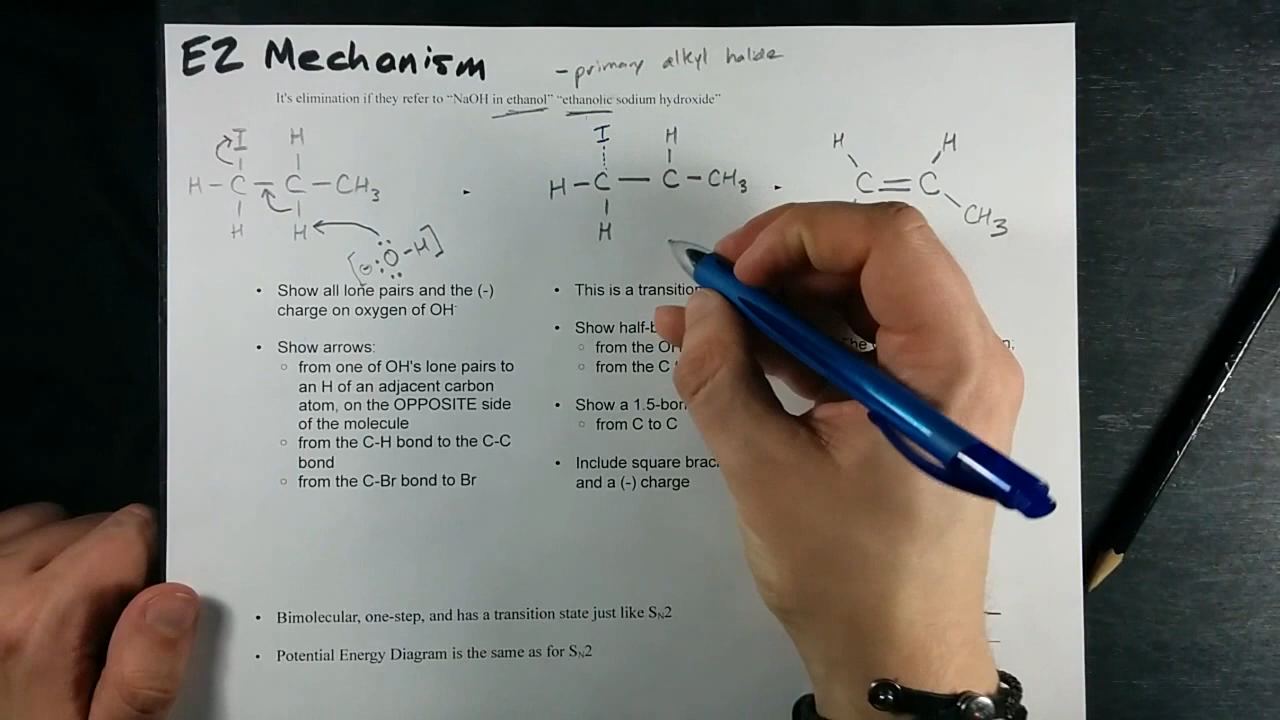 E2 Mechanism
-primary alkyl halide
It's elimination if they refer to “NaOH in ethanol” “ethanolic sodium hydroxide”
I H
H-C-C-CH3
H H
[⊖:O-H]
I H
H-C-C-CH3
H
H H
C=C
CH3
• Show all lone pairs and the (-)
charge on oxygen of OH-
• Show arrows:
◦ from one of OH's lone pairs to
an H of an adjacent carbon
atom, on the OPPOSITE side
of the molecule
◦ from the C-H bond to the C-C
bond
◦ from the C-Br bond to Br
• This is a transition
• Show half-b
◦ from the OH
◦ from the C
• Show a 1.5-bon
◦ from C to C
• Include square brac
and a (-) charge
• Bimolecular, one-step, and has a transition state just like SN2
• Potential Energy Diagram is the same as for SN2